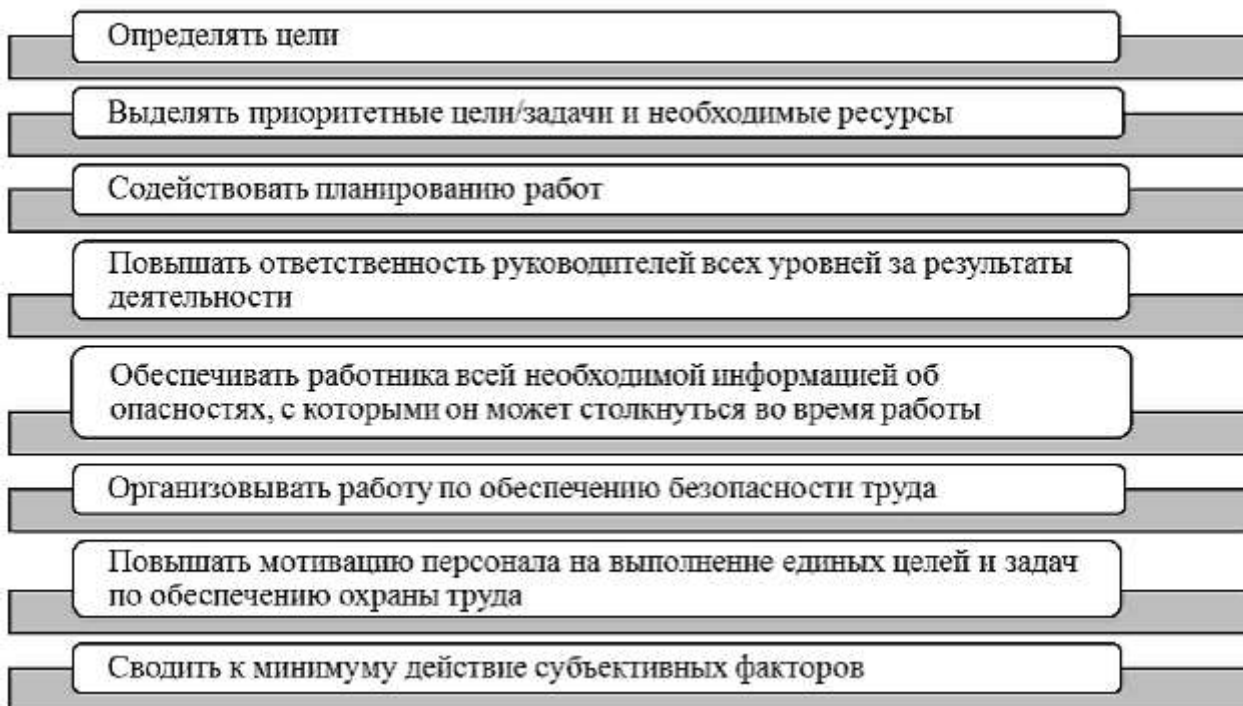 Определять цели
Выделять приоритетные цели/задачи и необходимые ресурсы
Содействовать планированию работ
Повышать ответственность руководителей всех уровней за результаты
деятельности
Обеспечивать работника всей необходимой информацией об
опасностях, с которыми он может столкнуться во время работы
Организовывать работу по обеспечению безопасности труда
Повышать мотивацию персонала на выполнение единых целей и задач
по обеспечению охраны труда
Сводить к минимуму действие субъективных факторов